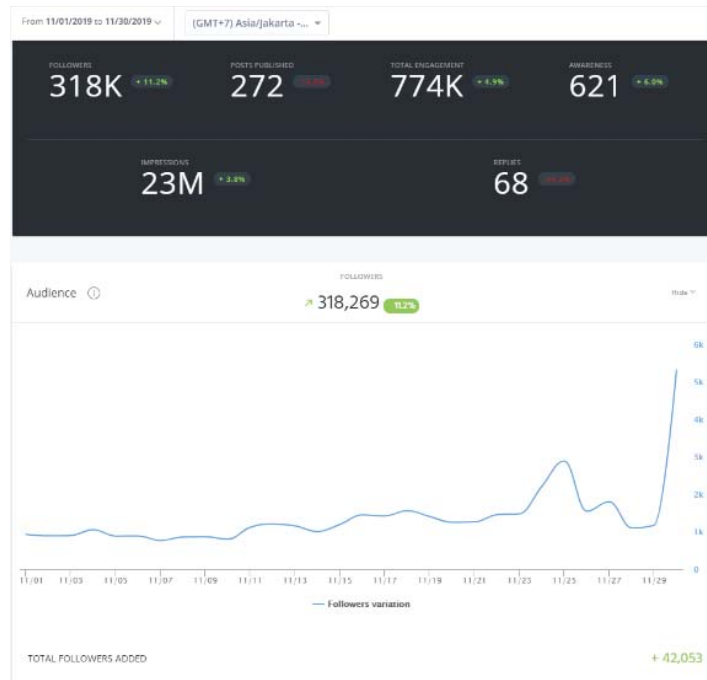 From 11/01/2019 to 11/30/2019
(GMT+7) Asia/Jakarta -...
FOLLOWERS
318K + 11.2%
POSTS PUBLISHED
272
TOTAL ENGAGEMENT
774K + 4.9%
AWARENESS
621 + 6.0%
IMPRESSIONS
23M + 3.8%
REPLIES
68
Audience
FOLLOWERS
318,269 11.2%
Hide
6k
5k
4k
3k
2k
1k
0
11/01 11/03 11/05 11/07 11/09 11/11 11/13 11/15 11/17 11/19 11/21 11/23 11/25 11/27 11/29
Followers variation
TOTAL FOLLOWERS ADDED + 42,053